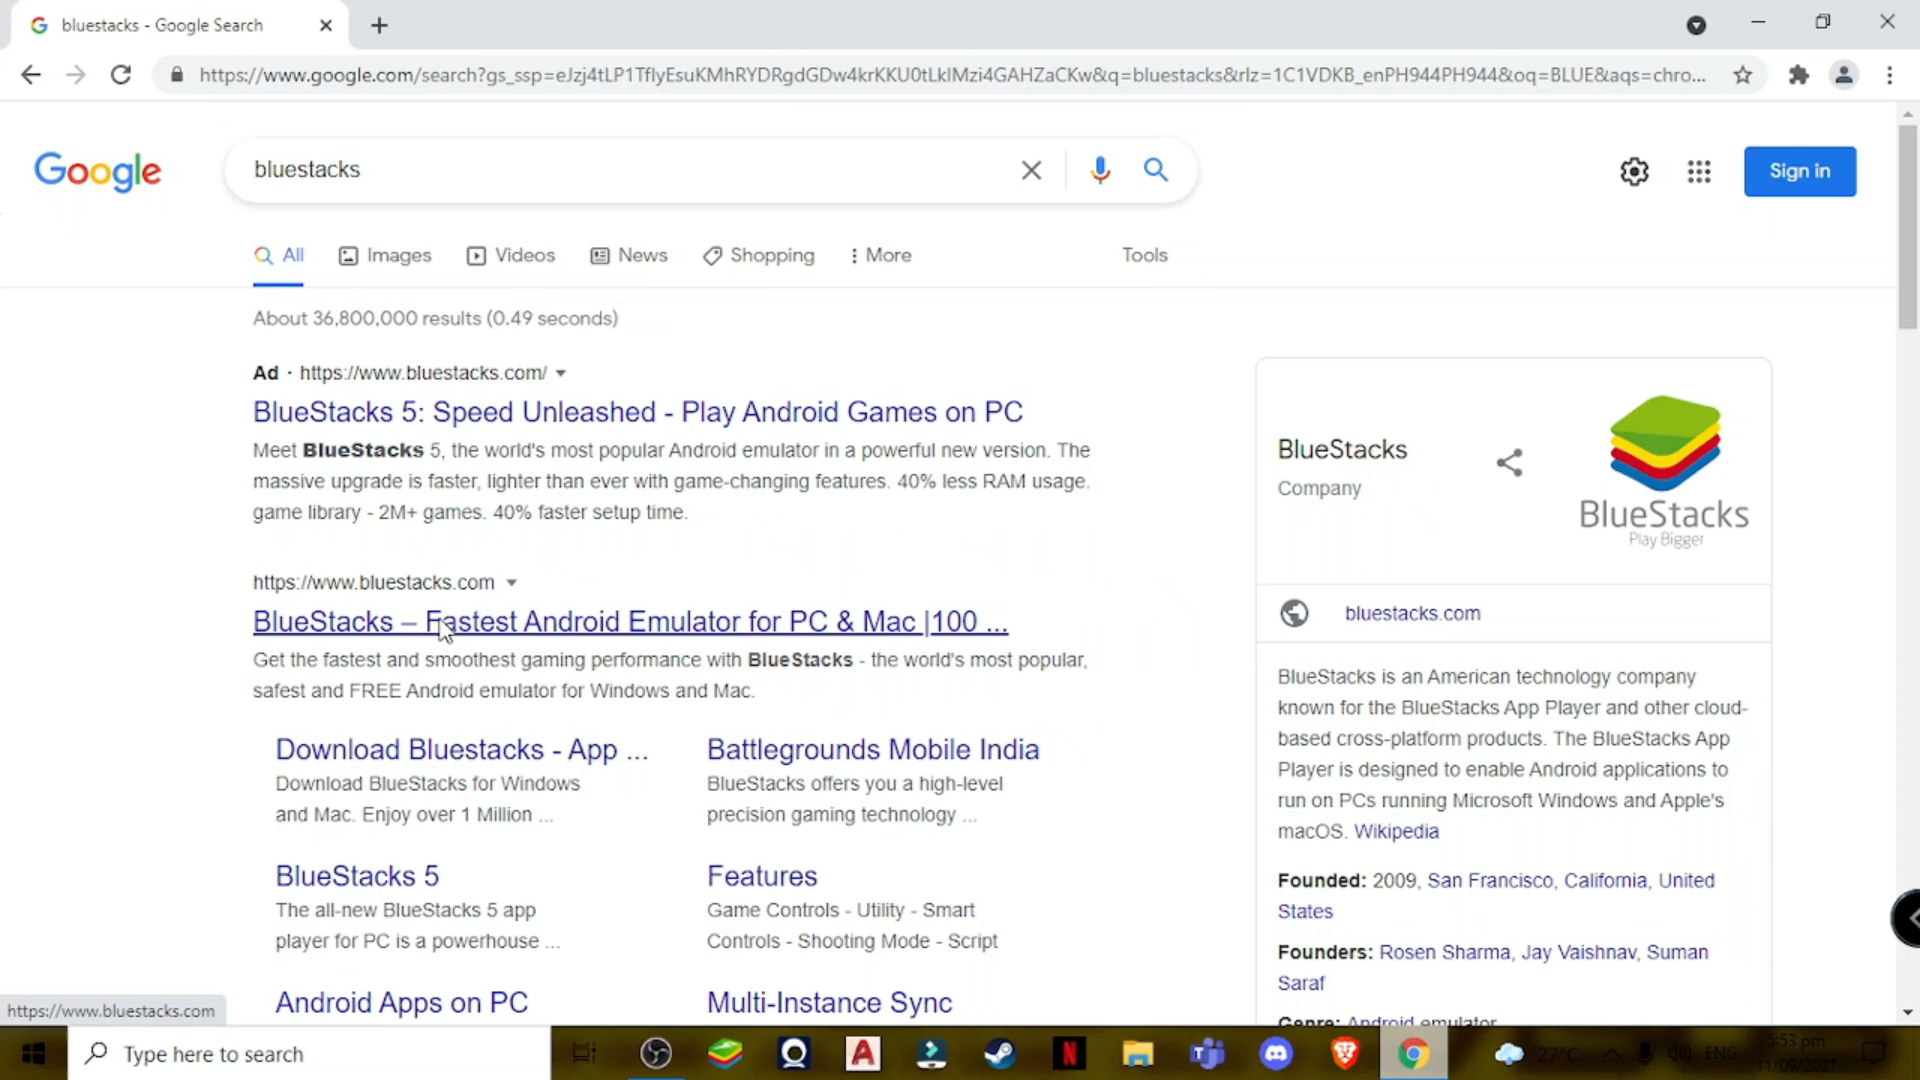 bluestacks - Google Search
https://www.google.com/search?gs_ssp=eJzj4tLP1TflyEsuKMhRYDRgdGDw4krKKU0tLklMzi4GAHZaCKw&q=bluestacks&rlz=1C1VDKB_enPH944PH944&oq=BLUE&aqs=chro...
Google
bluestacks
Sign in
All
Images
Videos
News
Shopping
More
Tools
About 36,800,000 results (0.49 seconds)
Ad · https://www.bluestacks.com/
BlueStacks 5: Speed Unleashed - Play Android Games on PC
Meet BlueStacks 5, the world's most popular Android emulator in a powerful new version. The
massive upgrade is faster, lighter than ever with game-changing features. 40% less RAM usage.
game library - 2M+ games. 40% faster setup time.
https://www.bluestacks.com
BlueStacks – Fastest Android Emulator for PC & Mac |100 ...
Get the fastest and smoothest gaming performance with BlueStacks - the world's most popular,
safest and FREE Android emulator for Windows and Mac.
Download Bluestacks - App ...
Download BlueStacks for Windows
and Mac. Enjoy over 1 Million ...
Battlegrounds Mobile India
BlueStacks offers you a high-level
precision gaming technology ...
BlueStacks 5
The all-new BlueStacks 5 app
player for PC is a powerhouse ...
Features
Game Controls - Utility - Smart
Controls - Shooting Mode - Script
Android Apps on PC
Multi-Instance Sync
BlueStacks
Company
BlueStacks
Play Bigger
bluestacks.com
BlueStacks is an American technology company
known for the BlueStacks App Player and other cloud-
based cross-platform products. The BlueStacks App
Player is designed to enable Android applications to
run on PCs running Microsoft Windows and Apple's
macOS. Wikipedia
Founded: 2009, San Francisco, California, United
States
Founders: Rosen Sharma, Jay Vaishnav, Suman
Saraf
Genre: Android emulator
https://www.bluestacks.com
Type here to search
27°C
ENG
5:53 pm
11/09/2021